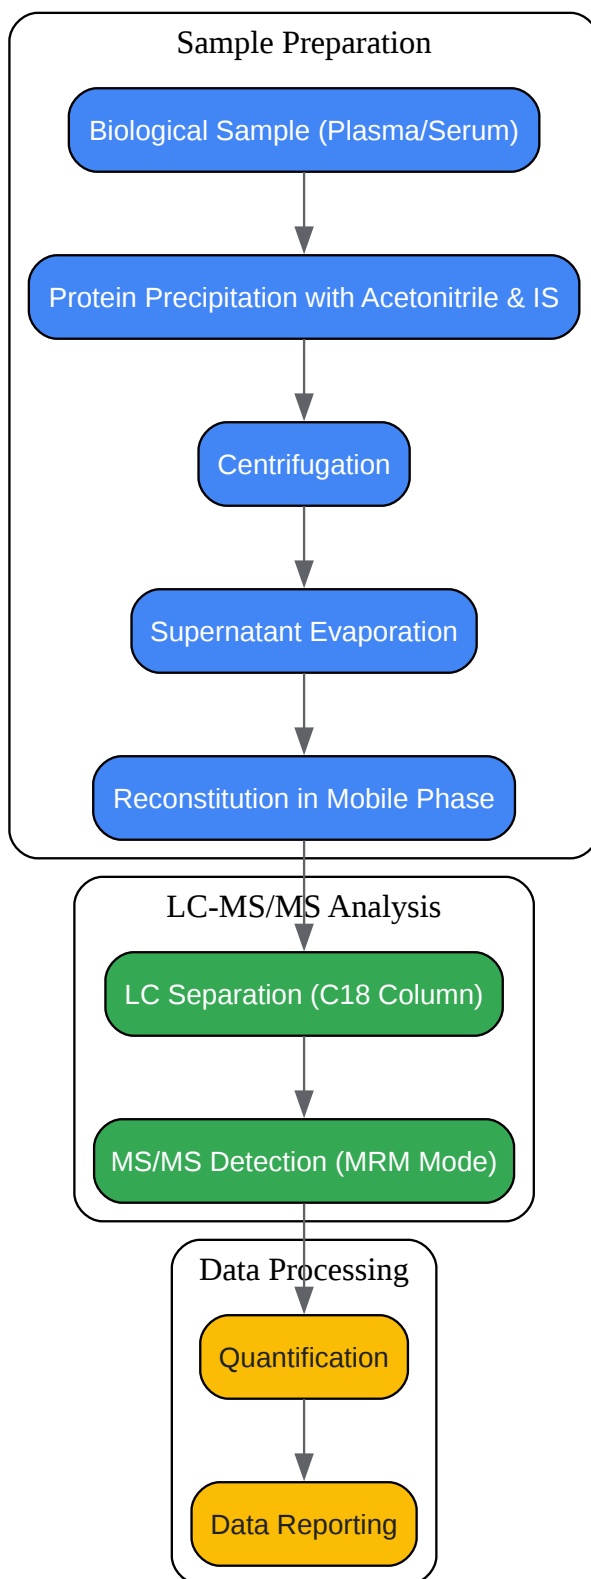 Sample Preparation
Biological Sample (Plasma/Serum)
Protein Precipitation with Acetonitrile & IS
Centrifugation
Supernatant Evaporation
Reconstitution in Mobile Phase
LC-MS/MS Analysis
LC Separation (C18 Column)
MS/MS Detection (MRM Mode)
Data Processing
Quantification
Data Reporting